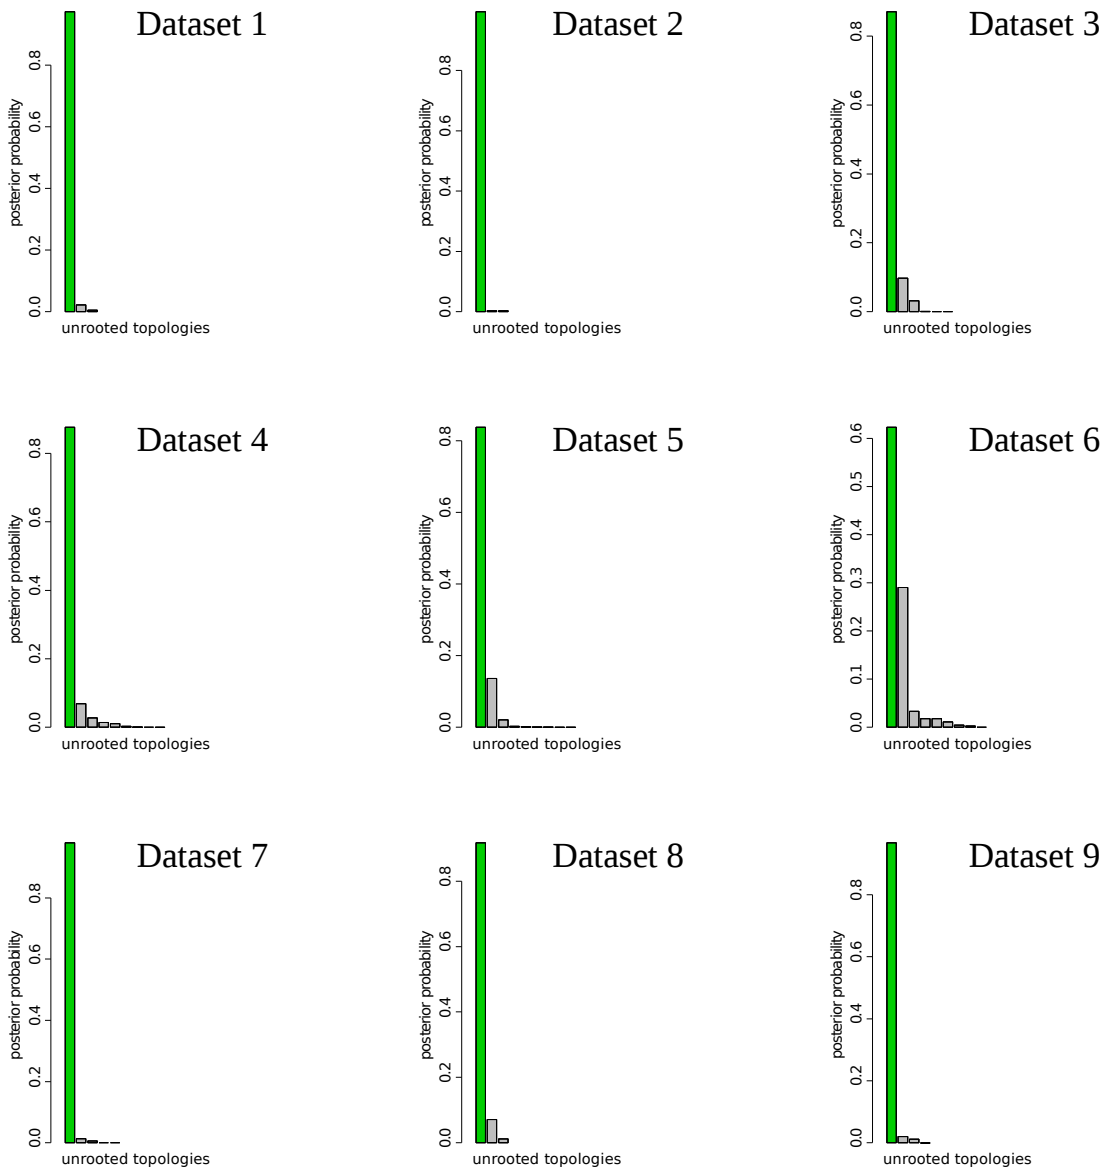 Dataset 1
0.8
0.6
0.4
0.2
0.0
posterior probability
unrooted topologies
Dataset 2
0.8
0.6
0.4
0.2
0.0
posterior probability
unrooted topologies
Dataset 3
0.8
0.6
0.4
0.2
0.0
posterior probability
unrooted topologies
Dataset 4
0.8
0.6
0.4
0.2
0.0
posterior probability
unrooted topologies
Dataset 5
0.8
0.6
0.4
0.2
0.0
posterior probability
unrooted topologies
Dataset 6
0.6
0.5
0.4
0.3
0.2
0.1
0.0
posterior probability
unrooted topologies
Dataset 7
0.8
0.6
0.4
0.2
0.0
posterior probability
unrooted topologies
Dataset 8
0.8
0.6
0.4
0.2
0.0
posterior probability
unrooted topologies
Dataset 9
0.8
0.6
0.4
0.2
0.0
posterior probability
unrooted topologies